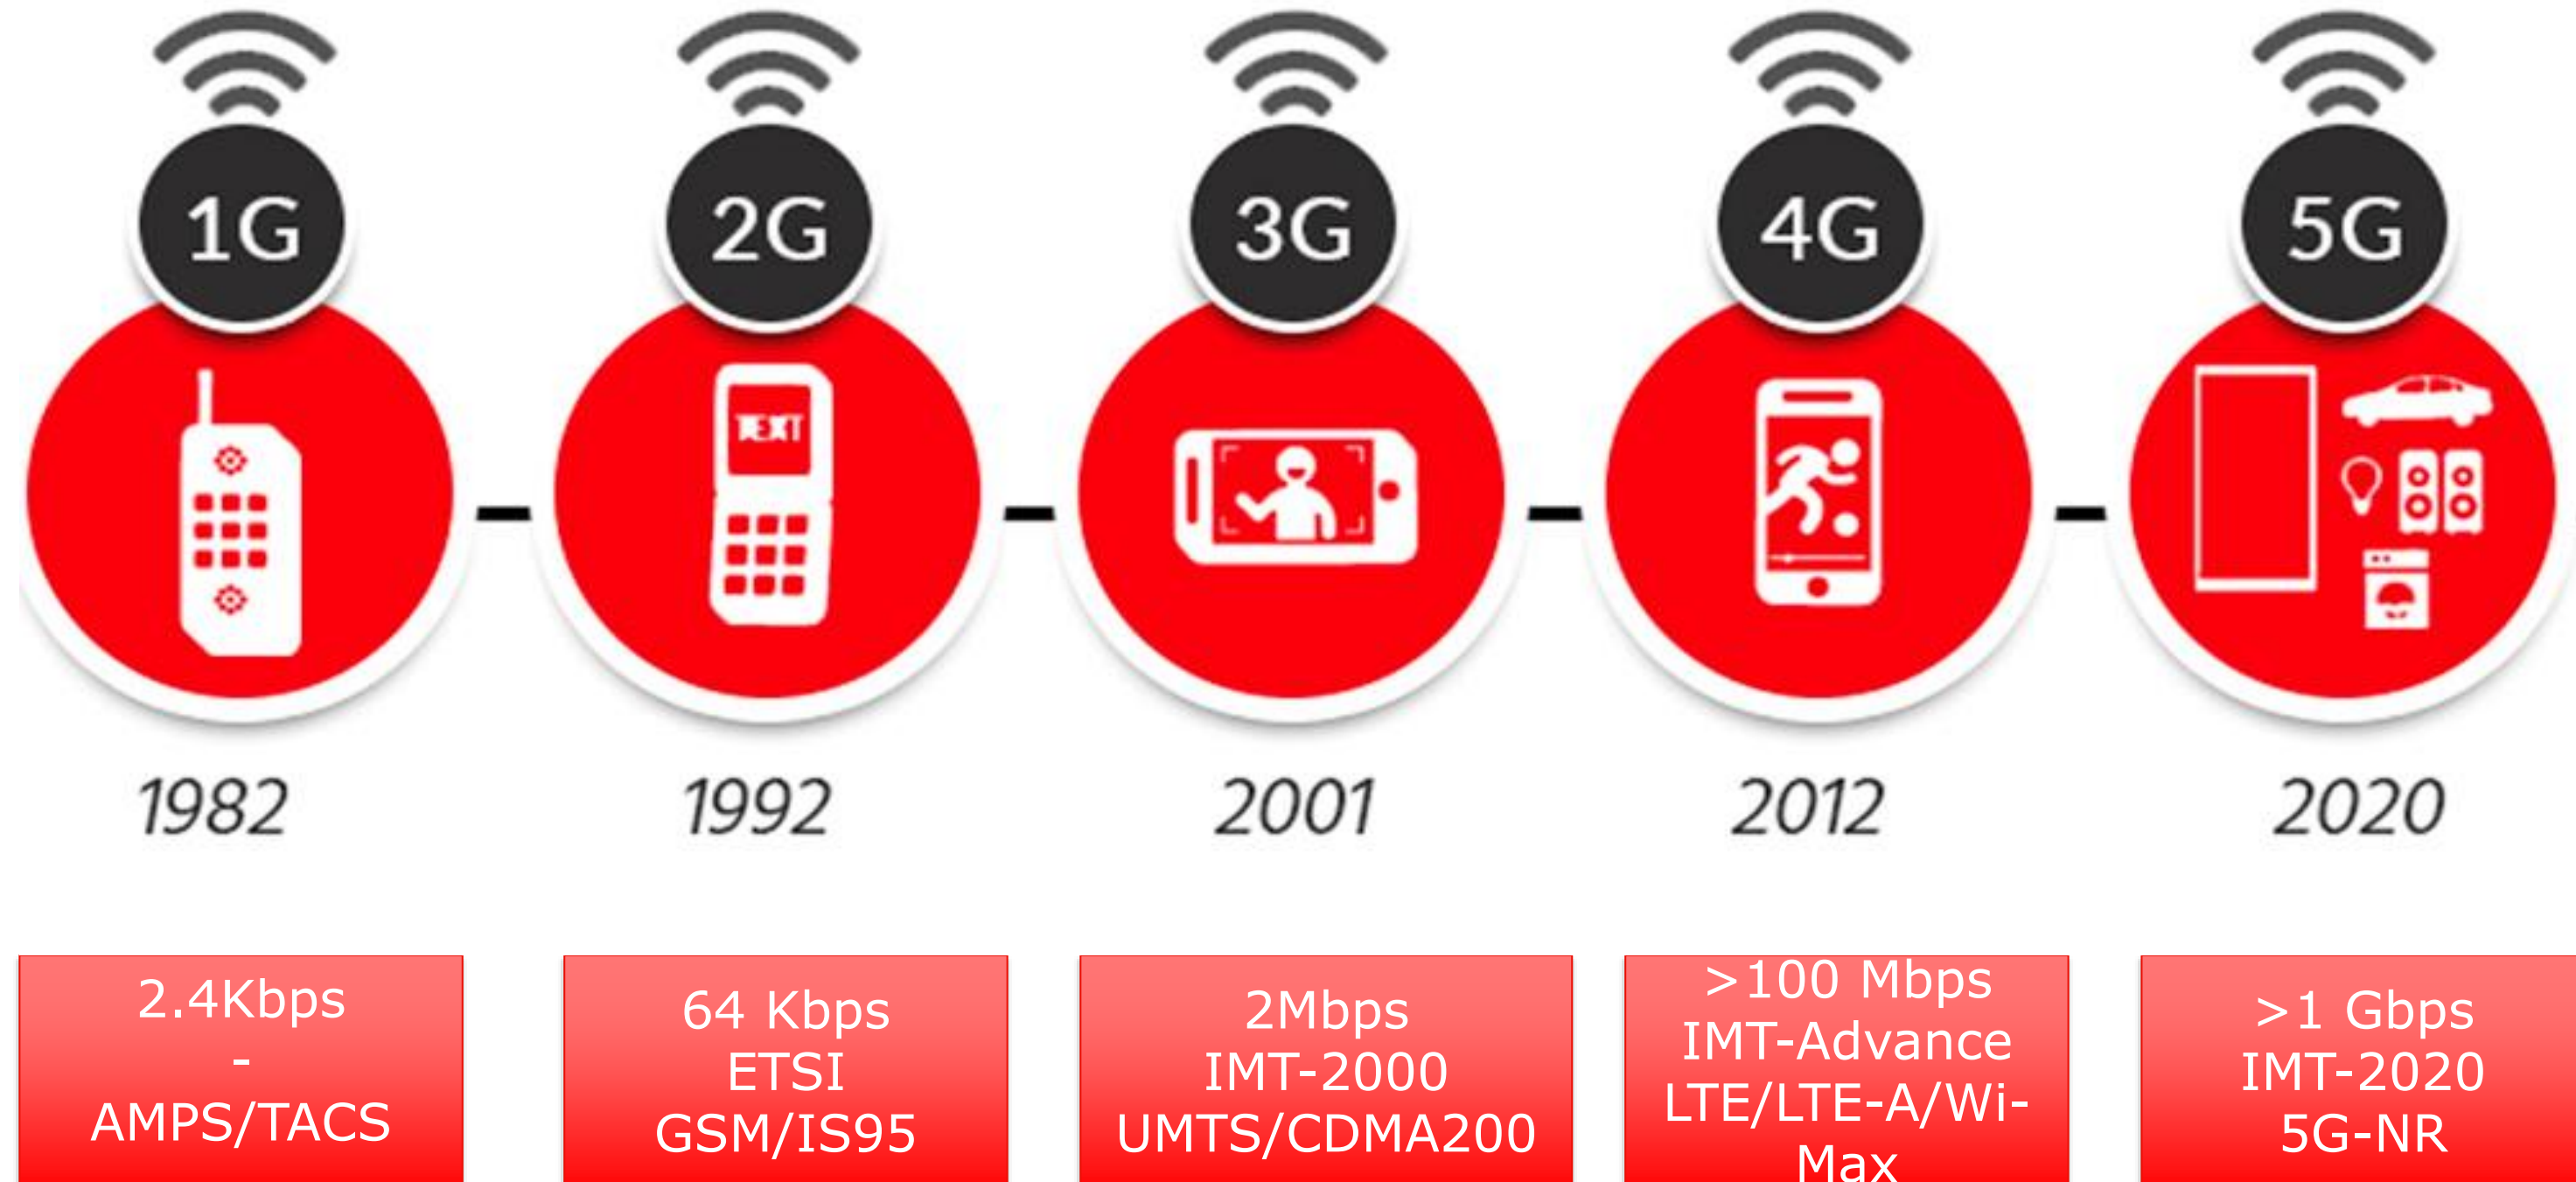 1G
2G
3G
4G
5G
TEXT
1982
1992
2001
2012
2020
2.4Kbps
-
AMPS/TACS
64 Kbps
ETSI
GSM/IS95
2Mbps
IMT-2000
UMTS/CDMA200
>100 Mbps
IMT-Advance
LTE/LTE-A/Wi-
Max
>1 Gbps
IMT-2020
5G-NR